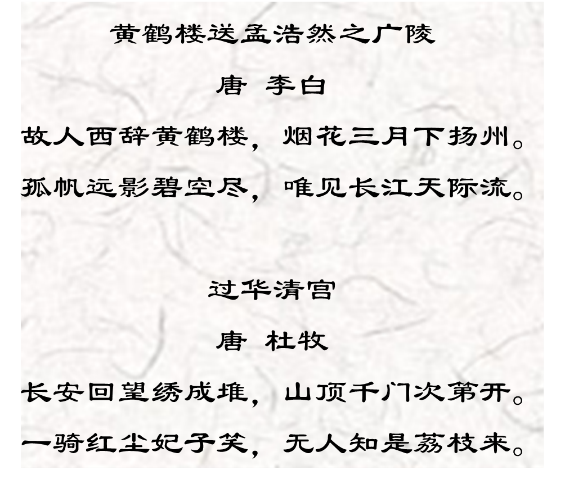 黄鹤楼送孟浩然之广陵
唐 李白
故人西辞黄鹤楼，烟花三月下扬州。
孤帆远影碧空尽，唯见长江天际流。
过华清宫
唐 杜牧
长安回望绣成堆，山顶千门次第开。
一骑红尘妃子笑，无人知是荔枝来。